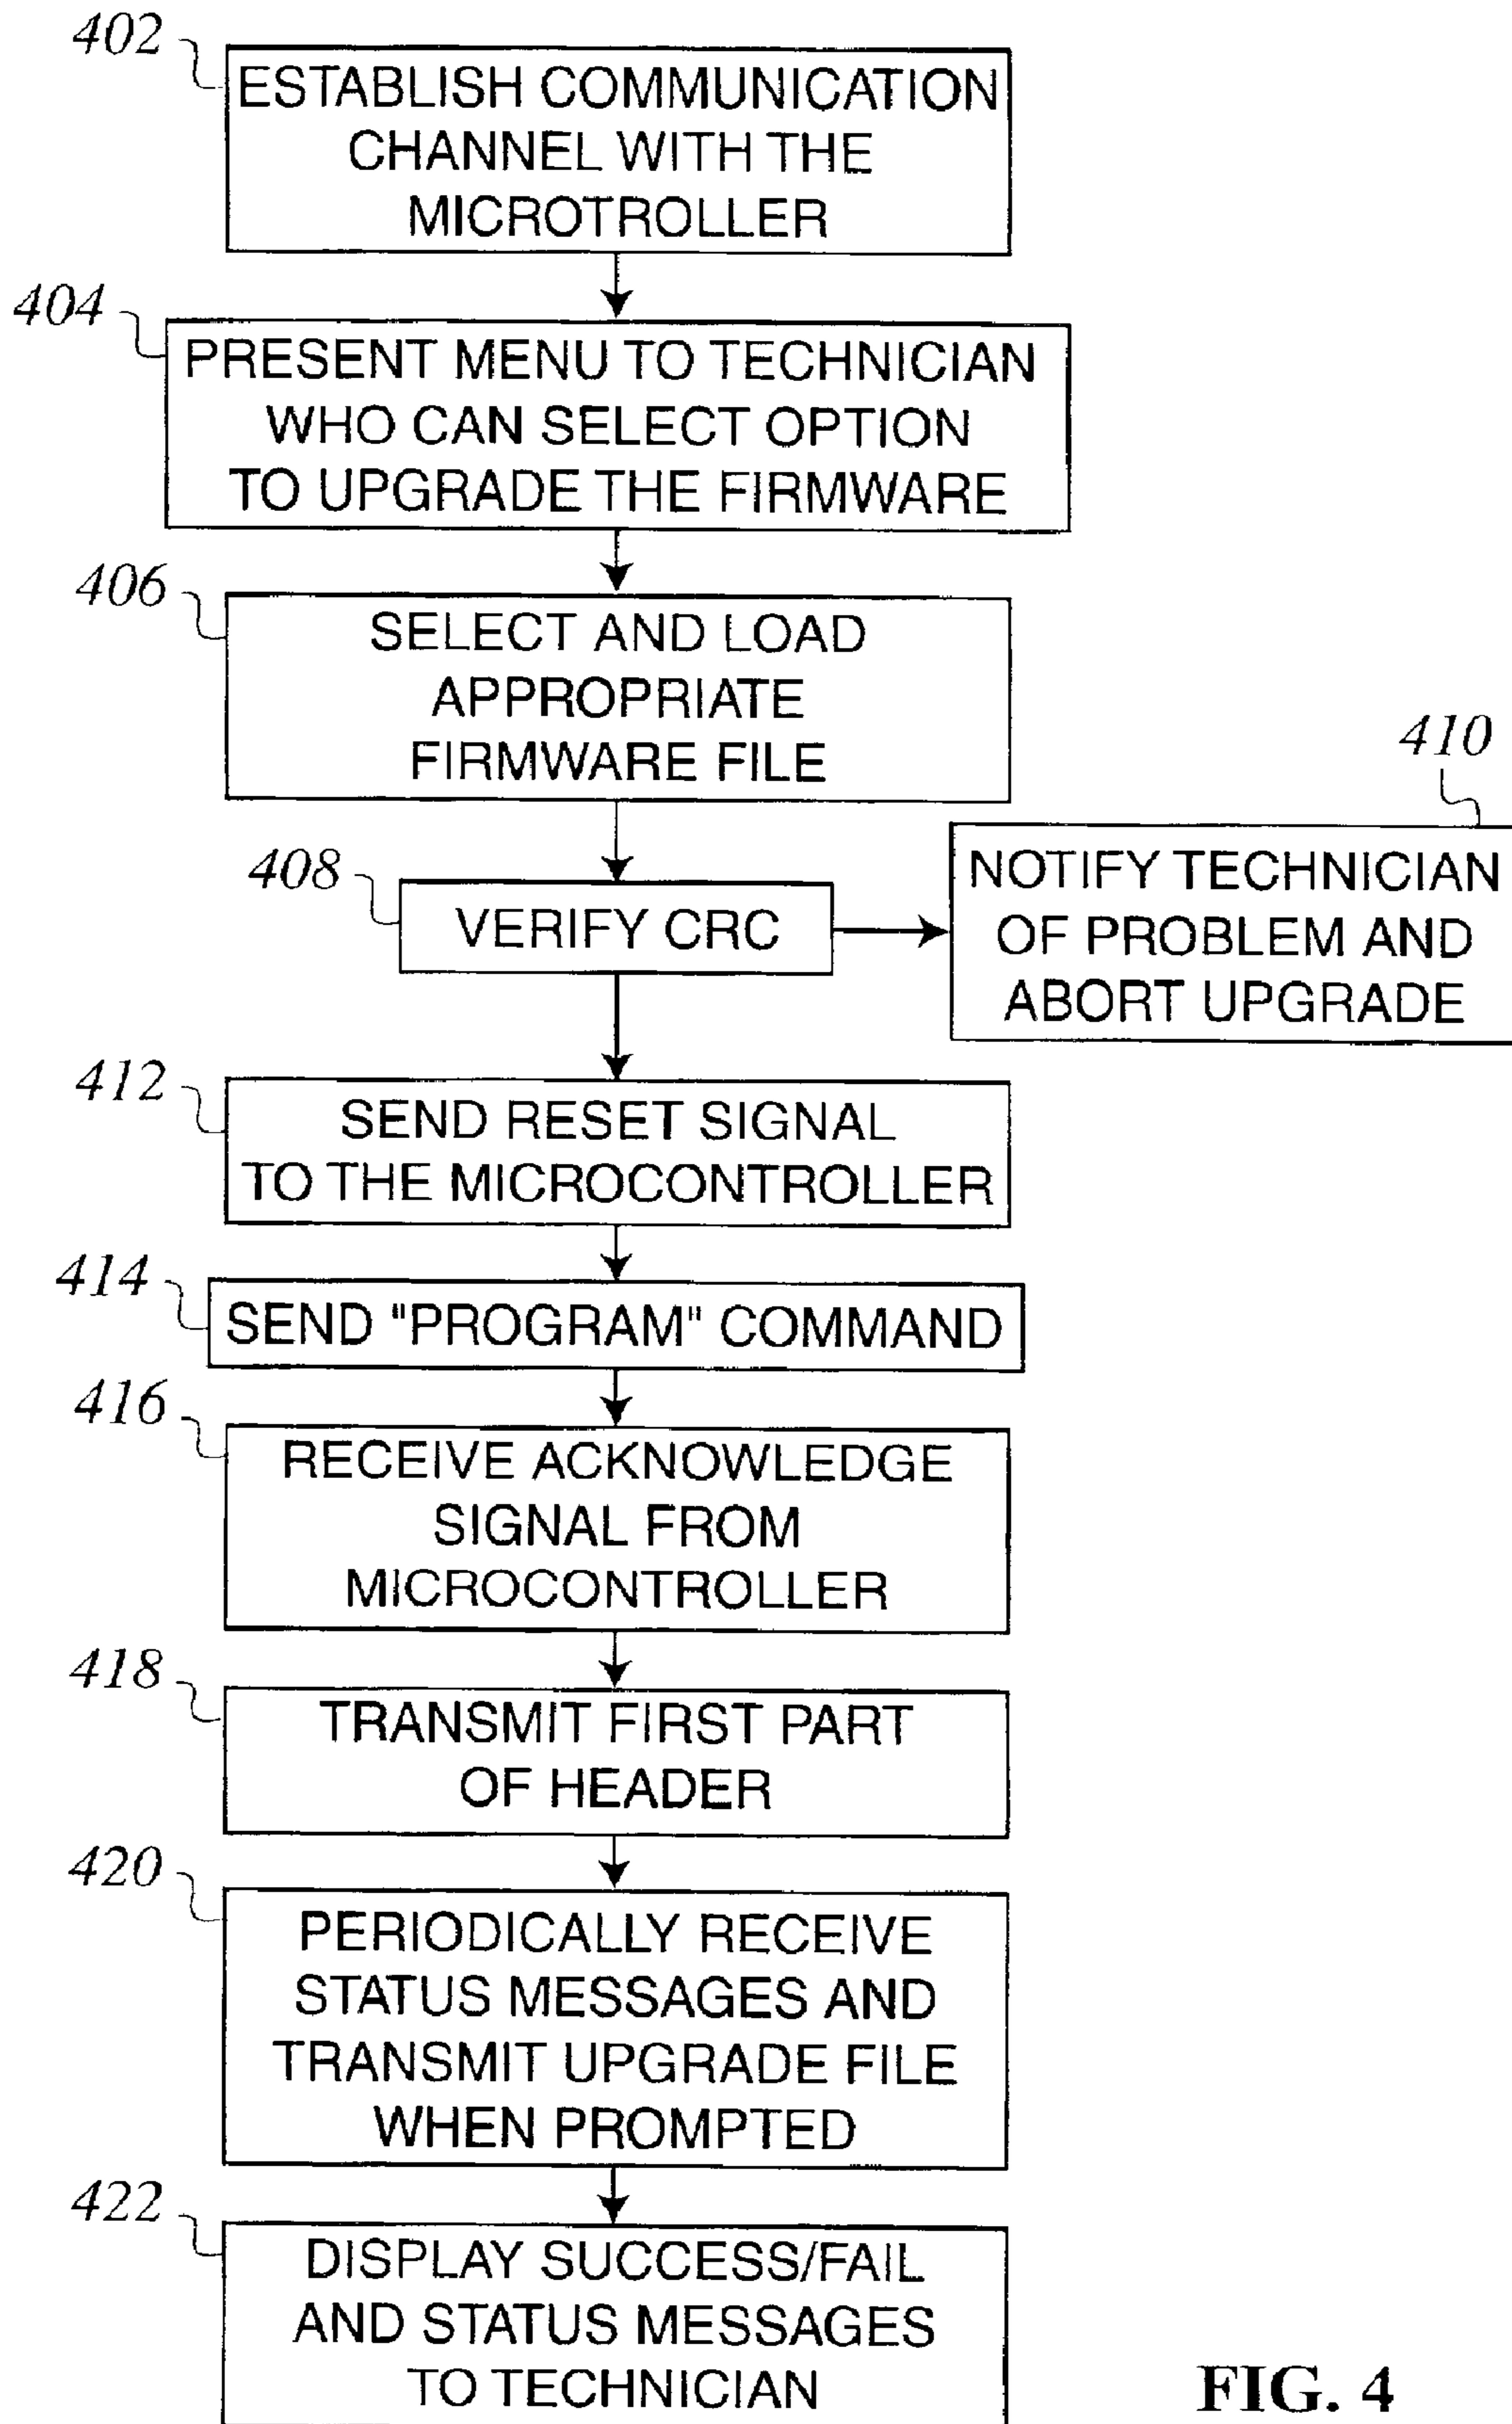 402
ESTABLISH COMMUNICATION
CHANNEL WITH THE
MICROTROLLER
404
PRESENT MENU TO TECHNICIAN
WHO CAN SELECT OPTION
TO UPGRADE THE FIRMWARE
406
SELECT AND LOAD
APPROPRIATE
FIRMWARE FILE
408
VERIFY CRC
410
NOTIFY TECHNICIAN
OF PROBLEM AND
ABORT UPGRADE
412
SEND RESET SIGNAL
TO THE MICROCONTROLLER
414
SEND "PROGRAM" COMMAND
416
RECEIVE ACKNOWLEDGE
SIGNAL FROM
MICROCONTROLLER
418
TRANSMIT FIRST PART
OF HEADER
420
PERIODICALLY RECEIVE
STATUS MESSAGES AND
TRANSMIT UPGRADE FILE
WHEN PROMPTED
422
DISPLAY SUCCESS/FAIL
AND STATUS MESSAGES
TO TECHNICIAN
FIG. 4